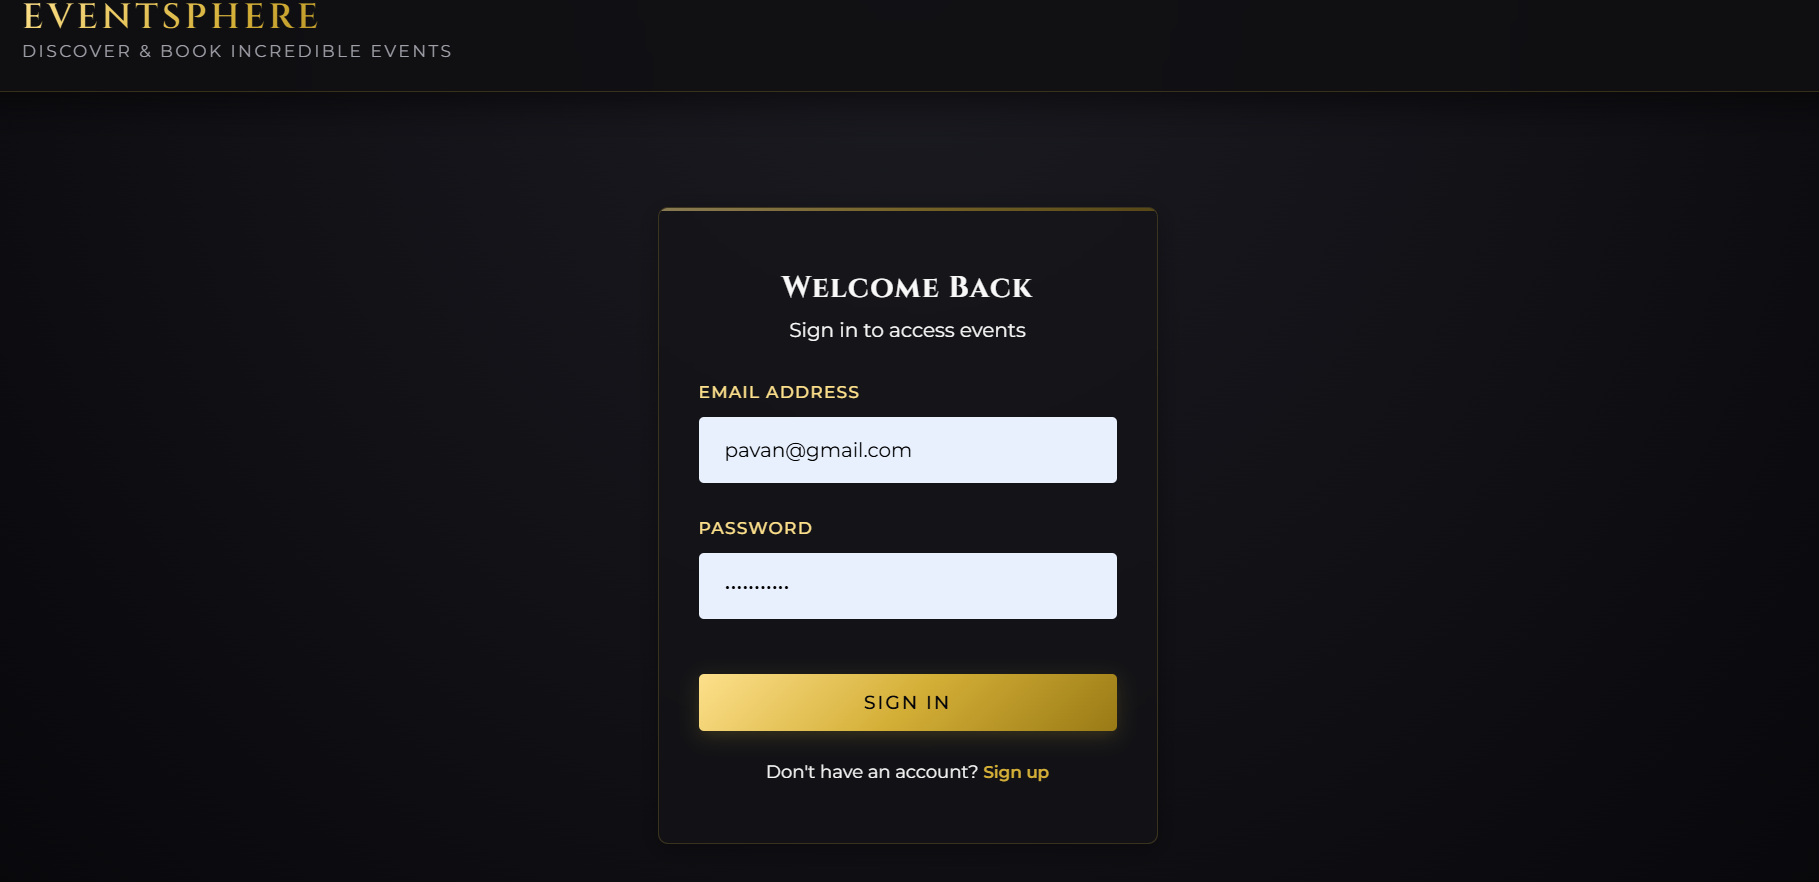 EVENTSPHERE
DISCOVER & BOOK INCREDIBLE EVENTS
Welcome Back
Sign in to access events
EMAIL ADDRESS
pavan@gmail.com
PASSWORD
...........
SIGN IN
Don't have an account? Sign up